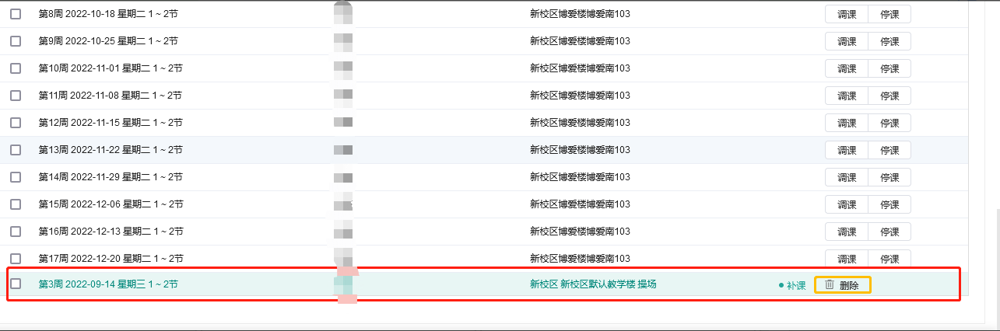 第8周 2022-10-18 星期二 1 ~ 2节 新校区博爱楼博爱南103 调课 停课
第9周 2022-10-25 星期二 1 ~ 2节 新校区博爱楼博爱南103 调课 停课
第10周 2022-11-01 星期二 1 ~ 2节 新校区博爱楼博爱南103 调课 停课
第11周 2022-11-08 星期二 1 ~ 2节 新校区博爱楼博爱南103 调课 停课
第12周 2022-11-15 星期二 1 ~ 2节 新校区博爱楼博爱南103 调课 停课
第13周 2022-11-22 星期二 1 ~ 2节 新校区博爱楼博爱南103 调课 停课
第14周 2022-11-29 星期二 1 ~ 2节 新校区博爱楼博爱南103 调课 停课
第15周 2022-12-06 星期二 1 ~ 2节 新校区博爱楼博爱南103 调课 停课
第16周 2022-12-13 星期二 1 ~ 2节 新校区博爱楼博爱南103 调课 停课
第17周 2022-12-20 星期二 1 ~ 2节 新校区博爱楼博爱南103 调课 停课
第3周 2022-09-14 星期三 1 ~ 2节 新校区 新校区默认教学楼 操场 补课 删除